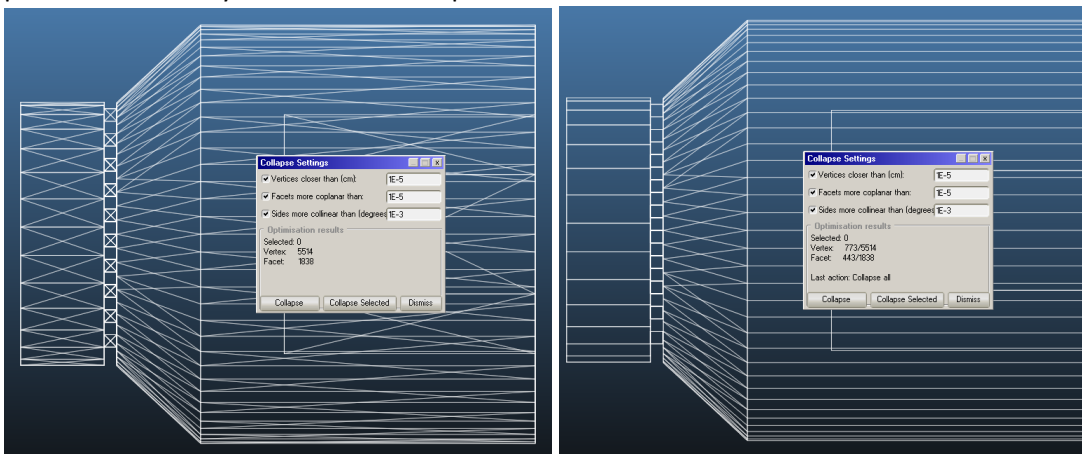 Collapse Settings
Vertices closer than (cm): 1E-5
Facets more coplanar than: 1E-5
Sides more collinear than (degrees 1E-3
Optimisation results
Selected: 0
Vertex: 5514
Facet: 1838
Collapse Collapse Selected Dismiss
Collapse Settings
Vertices closer than (cm): 1E-5
Facets more coplanar than: 1E-5
Sides more collinear than (degrees 1E-3
Optimisation results
Selected: 0
Vertex: 773/5514
Facet: 443/1838
Last action: Collapse all
Collapse Collapse Selected Dismiss